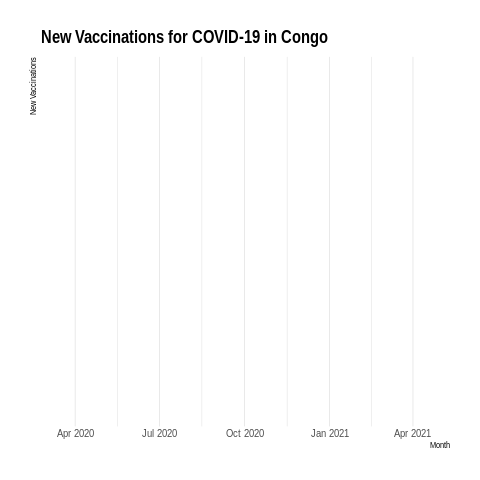 New Vaccinations for COVID-19 in Congo
New Vaccinations
Apr 2020 Jul 2020 Oct 2020 Jan 2021 Apr 2021
Month